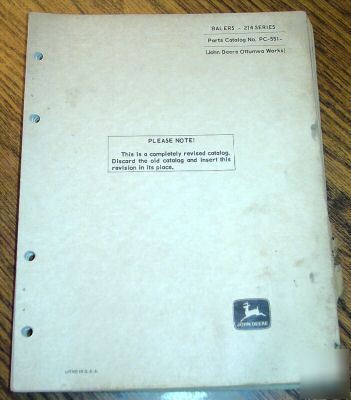 BALERS - 214 SERIES
Parts Catalog No. PC-551-
(John Deere Ottumwa Works)
PLEASE NOTE!
This is a completely revised catalog.
Discard the old catalog and insert this
revision in its place.
JOHN DEERE
U.S.A.